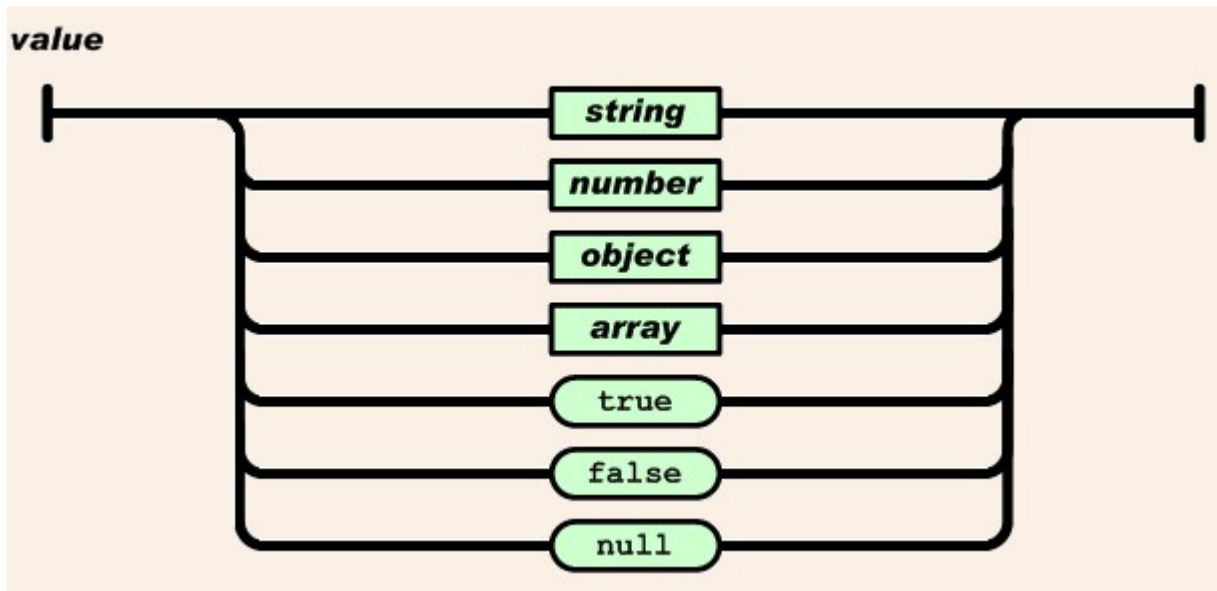 value
string
number
object
array
true
false
null